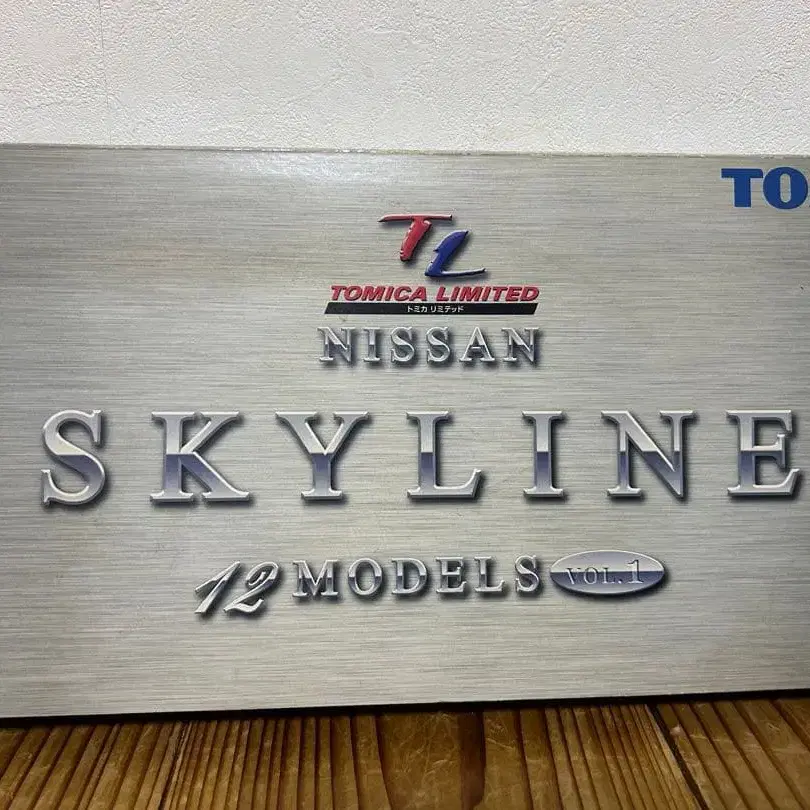 TO
TL
TOMICA LIMITED
トミカ リミテッド
NISSAN
SKYLINE
12 MODELS VOL.1